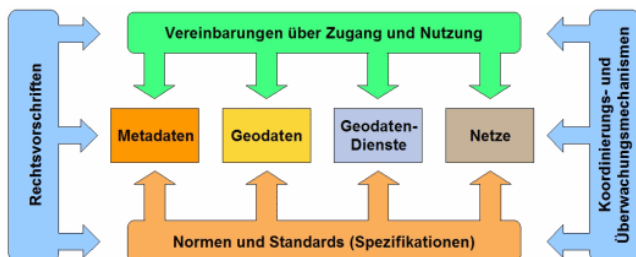 Vereinbarungen über Zugang und Nutzung
Rechtsvorschriften
Metadaten
Geodaten
Geodaten-
Dienste
Netze
Koordinierungs- und
Überwachungsmechanismen
Normen und Standards (Spezifikationen)